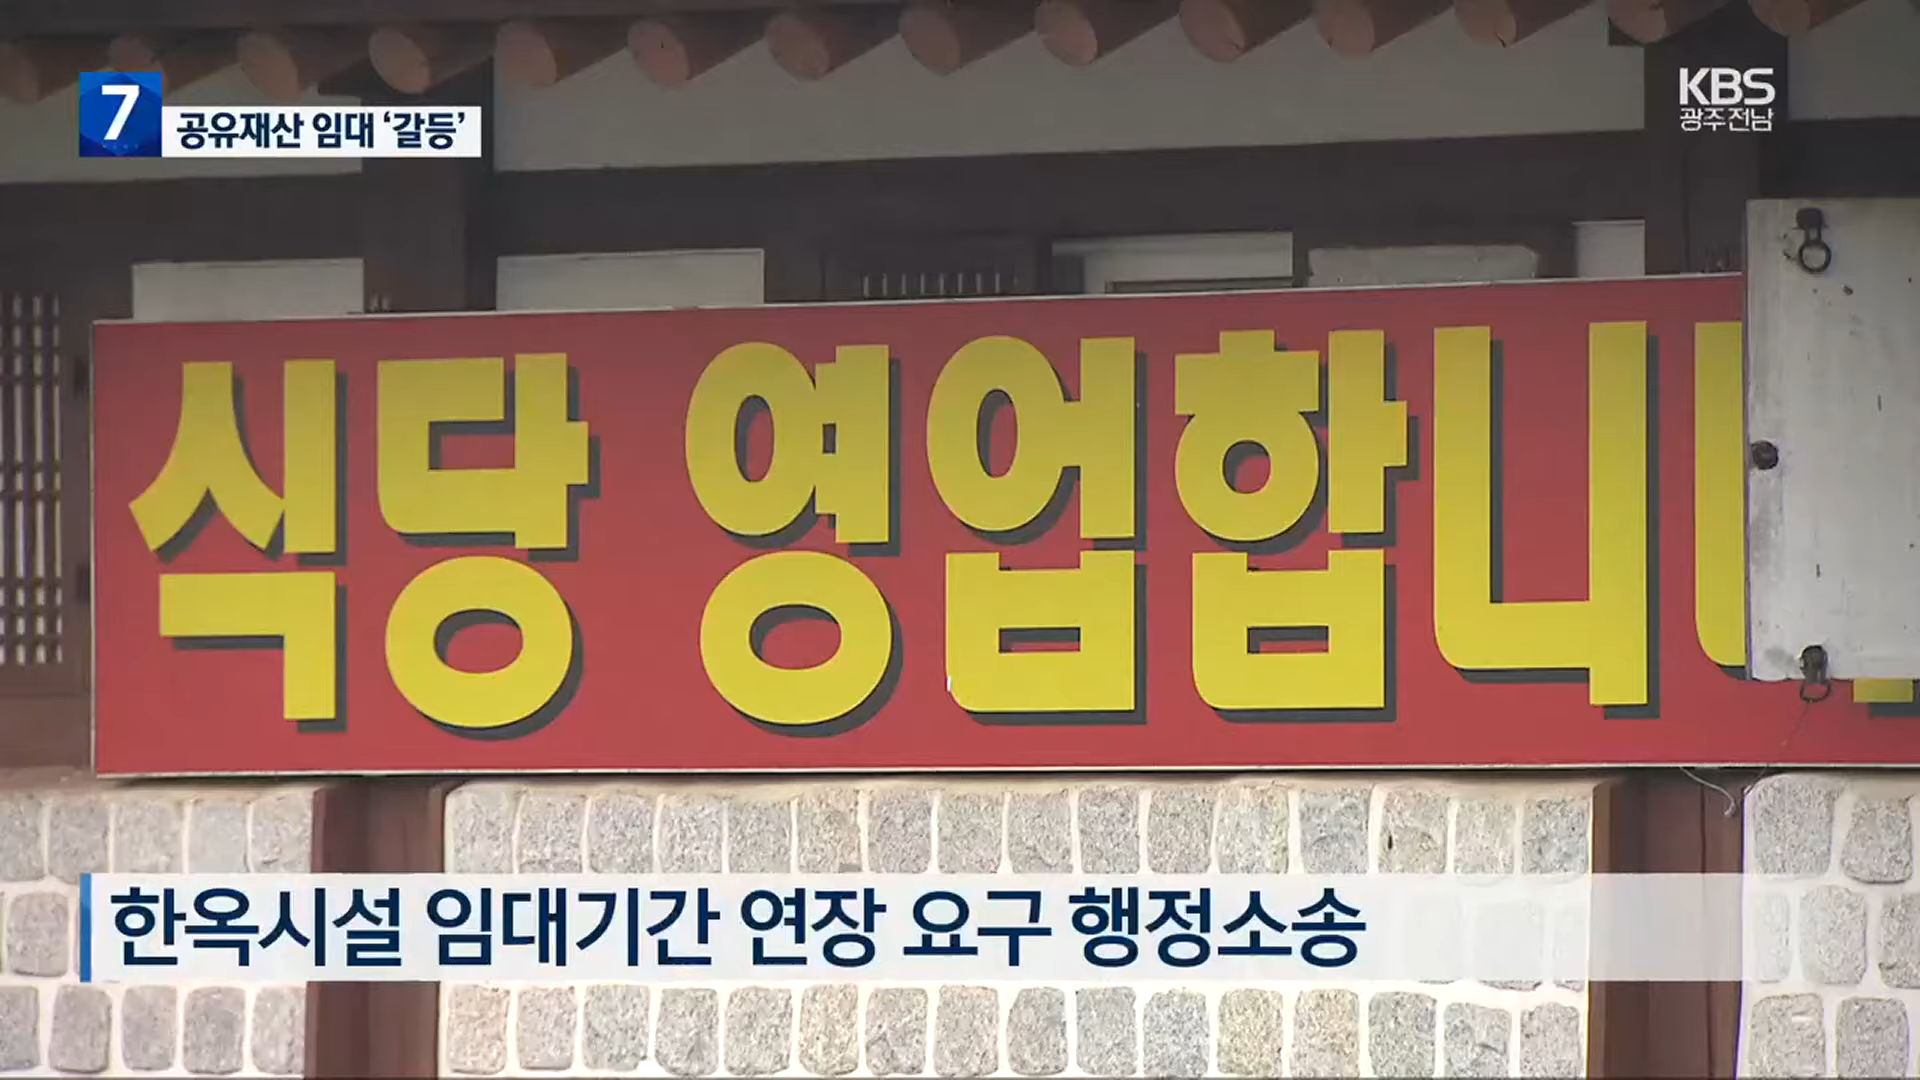 7 공유재산 임대 ‘갈등’
KBS
광주전남
식당 영업합니
한옥시설 임대기간 연장 요구 행정소송